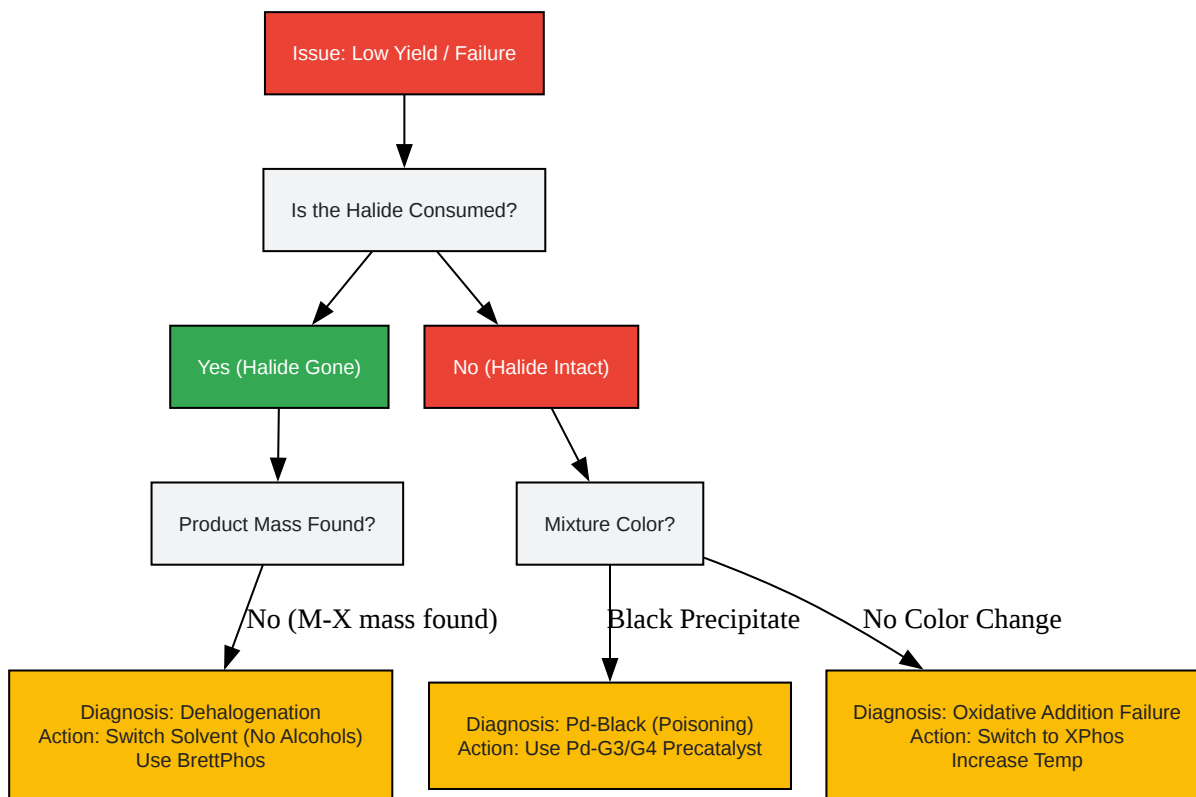 Issue: Low Yield / Failure
Is the Halide Consumed?
Yes (Halide Gone)
No (Halide Intact)
Product Mass Found?
Mixture Color?
No (M-X mass found)
Black Precipitate
No Color Change
Diagnosis: Dehalogenation
Action: Switch Solvent (No Alcohols)
Use BrettPhos
Diagnosis: Pd-Black (Poisoning)
Action: Use Pd-G3/G4 Precatalyst
Diagnosis: Oxidative Addition Failure
Action: Switch to XPhos
Increase Temp